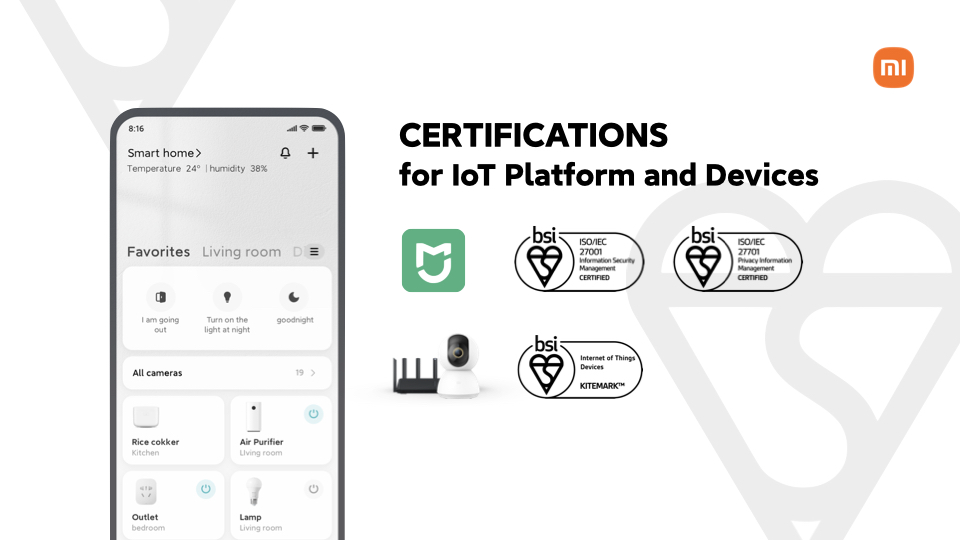 mi
CERTIFICATIONS
for IoT Platform and Devices
8:16
Smart home
Temperature 24° | humidity 38%
Favorites Living room D
I am going
out
Turn on the
light at night
goodnight
All cameras 19
Rice cokker
Kitchen
Air Purifier
LIving room
Outlet
bedroom
Lamp
Living room
bsi
ISO/IEC
27001
Information Security
Management
CERTIFIED
bsi
ISO/IEC
27701
Privacy Information
Management
CERTIFIED
bsi
Internet of Things
Devices
KITEMARK™